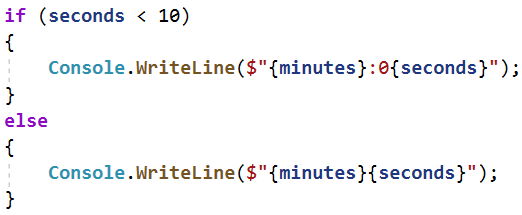 if (seconds < 10)
{
    Console.WriteLine($"{minutes}:0{seconds}");
}
else
{
    Console.WriteLine($"{minutes}{seconds}");
}